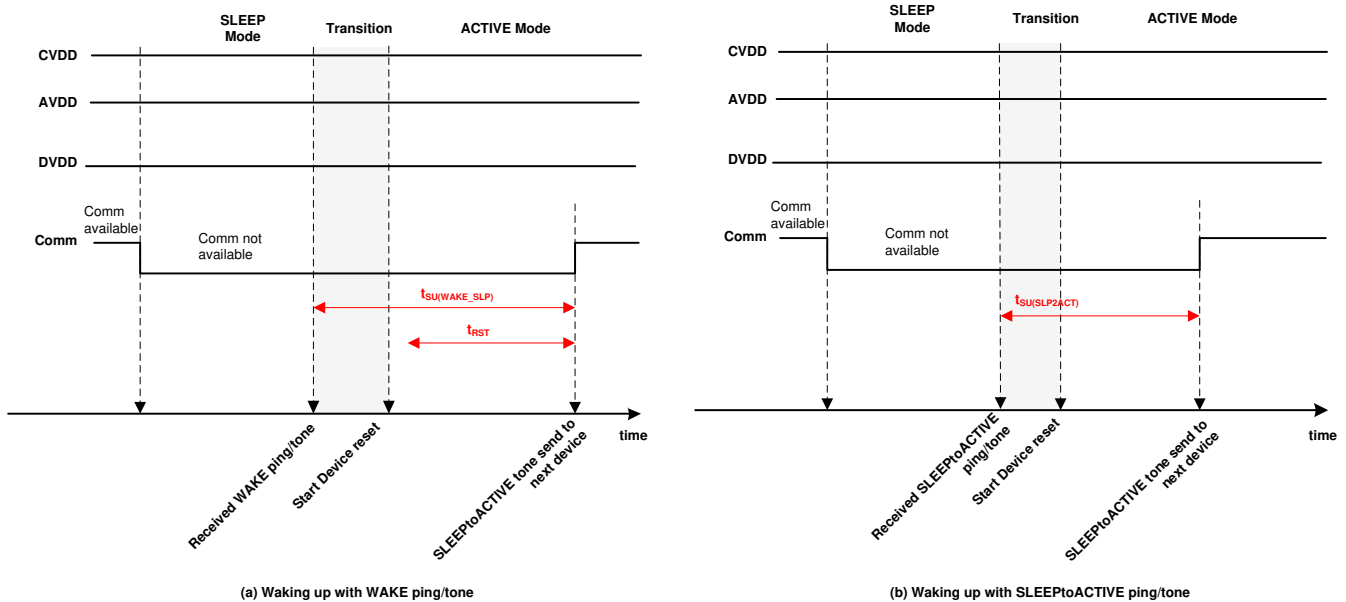 SLEEP
Mode
Transition
ACTIVE Mode
CVDD
AVDD
DVDD
Comm
available
Comm
Comm not
available
tSU(WAKE_SLP)
tRST
time
Received WAKE ping/tone
Start Device reset
SLEEPtoACTIVE tone send to
next device
(a) Waking up with WAKE ping/tone
SLEEP
Mode
Transition
ACTIVE Mode
CVDD
AVDD
DVDD
Comm
available
Comm
Comm not
available
tSU(SLP2ACT)
time
Received SLEEPtoACTIVE
ping/tone
Start Device reset
SLEEPtoACTIVE tone send to
next device
(b) Waking up with SLEEPtoACTIVE ping/tone